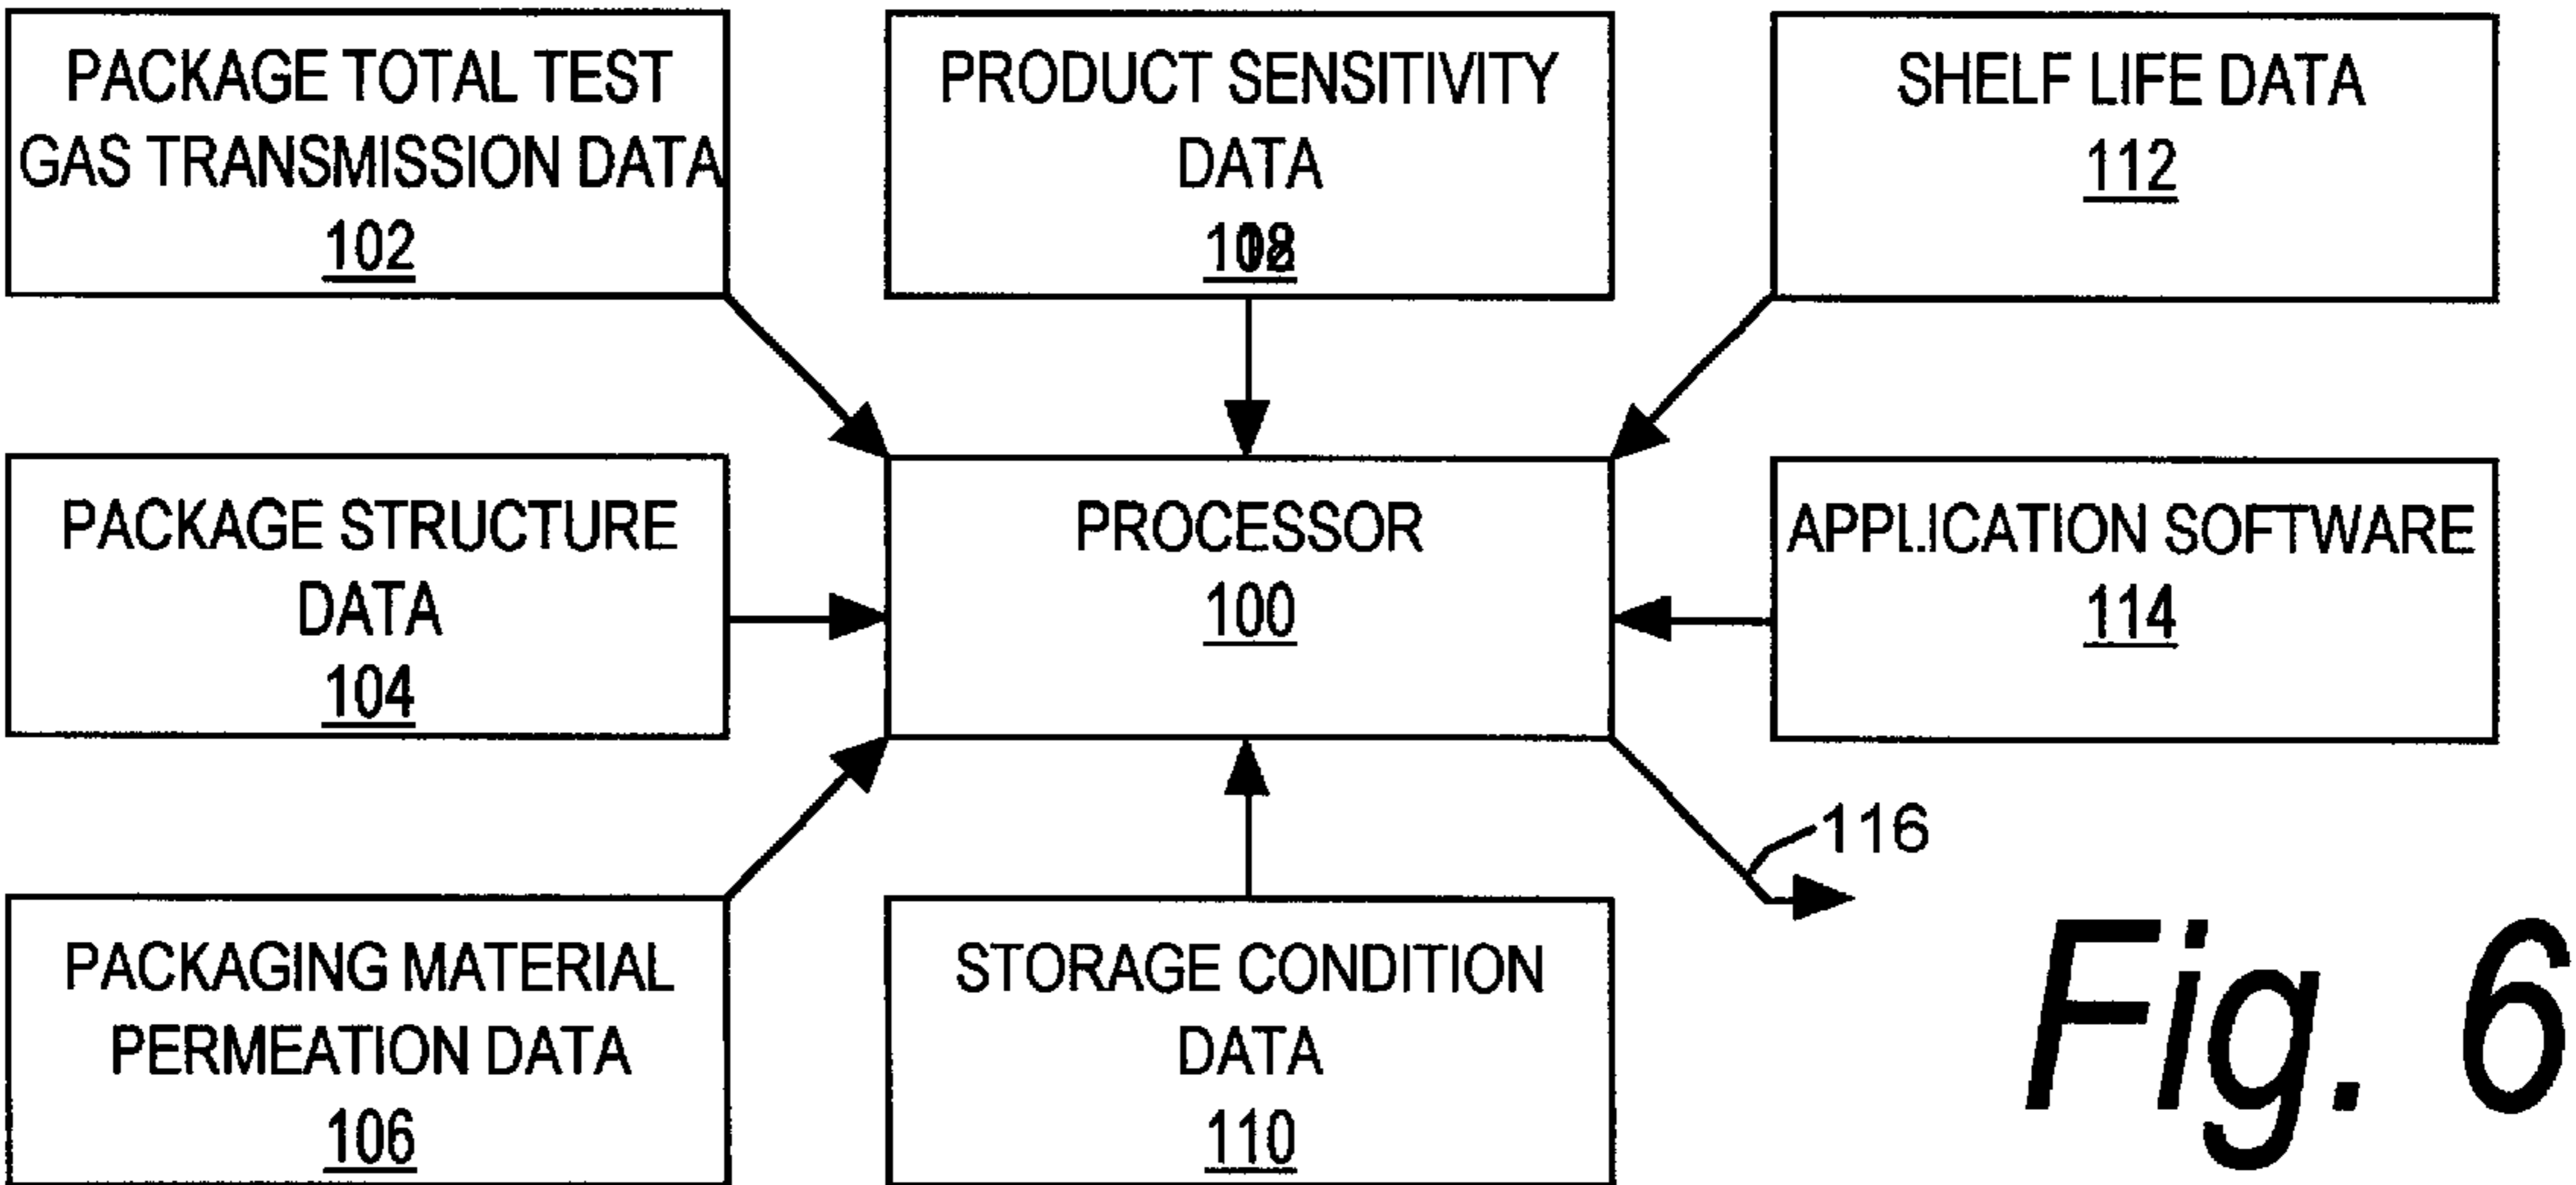 PACKAGE TOTAL TEST
GAS TRANSMISSION DATA
102
PRODUCT SENSITIVITY
DATA
SHELF LIFE DATA
112
PACKAGE STRUCTURE
DATA
104
PROCESSOR
100
APPLICATION SOFTWARE
114
116
PACKAGING MATERIAL
PERMEATION DATA
106
STORAGE CONDITION
DATA
110
Fig. 6